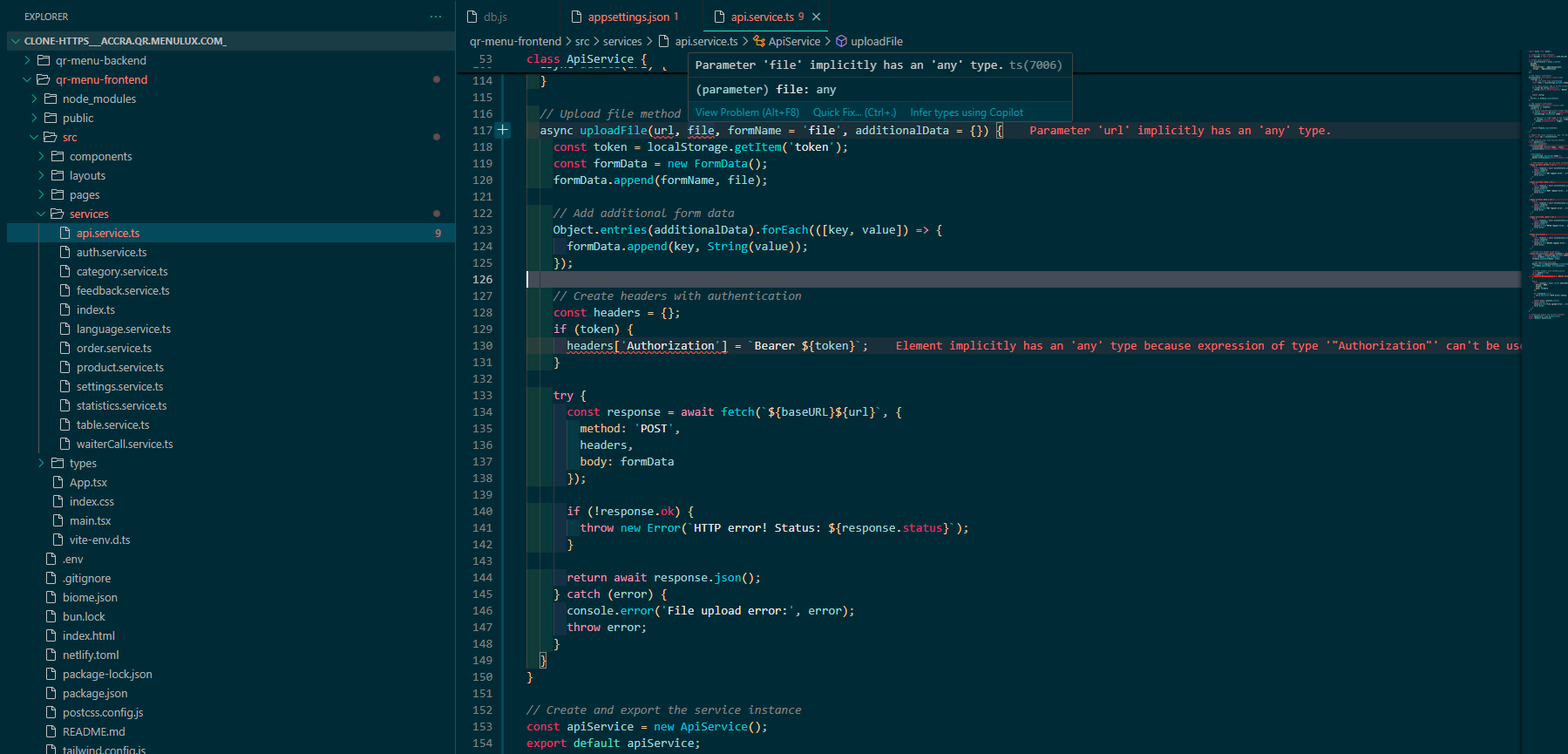 EXPLORER
CLONE-HTTPS___ACCRA.QR.MENULUX.COM_
qr-menu-backend
qr-menu-frontend
node_modules
public
src
components
layouts
pages
services
api.service.ts 9
auth.service.ts
category.service.ts
feedback.service.ts
index.ts
language.service.ts
order.service.ts
product.service.ts
settings.service.ts
statistics.service.ts
table.service.ts
waiterCall.service.ts
types
App.tsx
index.css
main.tsx
vite-env.d.ts
.env
.gitignore
biome.json
bun.lock
index.html
netlify.toml
package-lock.json
package.json
postcss.config.js
README.md
tailwind.config.js
db.js appsettings.json 1 api.service.ts 9
qr-menu-frontend > src > services > api.service.ts > ApiService > uploadFile
53 class ApiService {
Parameter 'file' implicitly has an 'any' type. ts(7006)
(parameter) file: any
View Problem (Alt+F8) Quick Fix... (Ctrl+.) Infer types using Copilot
114 }
115
116 // Upload file method
117 async uploadFile(url, file, formName = 'file', additionalData = {}) { Parameter 'url' implicitly has an 'any' type.
118 const token = localStorage.getItem('token');
119 const formData = new FormData();
120 formData.append(formName, file);
121
122 // Add additional form data
123 Object.entries(additionalData).forEach(([key, value]) => {
124 formData.append(key, String(value));
125 });
126
127 // Create headers with authentication
128 const headers = {};
129 if (token) {
130 headers['Authorization'] = `Bearer ${token}`; Element implicitly has an 'any' type because expression of type '"Authorization"' can't be us
131 }
132
133 try {
134 const response = await fetch(`${baseURL}${url}`, {
135 method: 'POST',
136 headers,
137 body: formData
138 });
139
140 if (!response.ok) {
141 throw new Error(`HTTP error! Status: ${response.status}`);
142 }
143
144 return await response.json();
145 } catch (error) {
146 console.error('File upload error:', error);
147 throw error;
148 }
149 }
150 }
151
152 // Create and export the service instance
153 const apiService = new ApiService();
154 export default apiService;